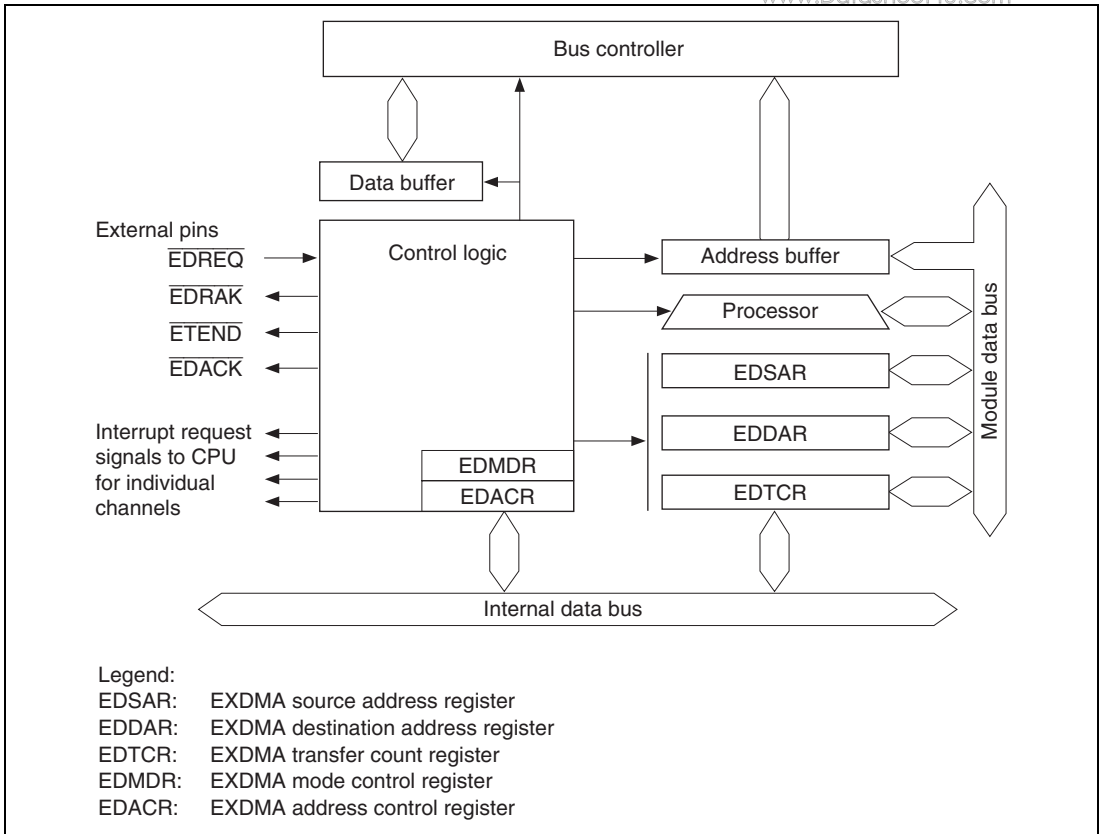 Bus controller
Data buffer
External pins
EDREQ
EDRAK
ETEND
EDACK
Interrupt request
signals to CPU
for individual
channels
Control logic
EDMDR
EDACR
Address buffer
Processor
EDSAR
EDDAR
EDTCR
Module data bus
Internal data bus
Legend:
EDSAR: EXDMA source address register
EDDAR: EXDMA destination address register
EDTCR: EXDMA transfer count register
EDMDR: EXDMA mode control register
EDACR: EXDMA address control register